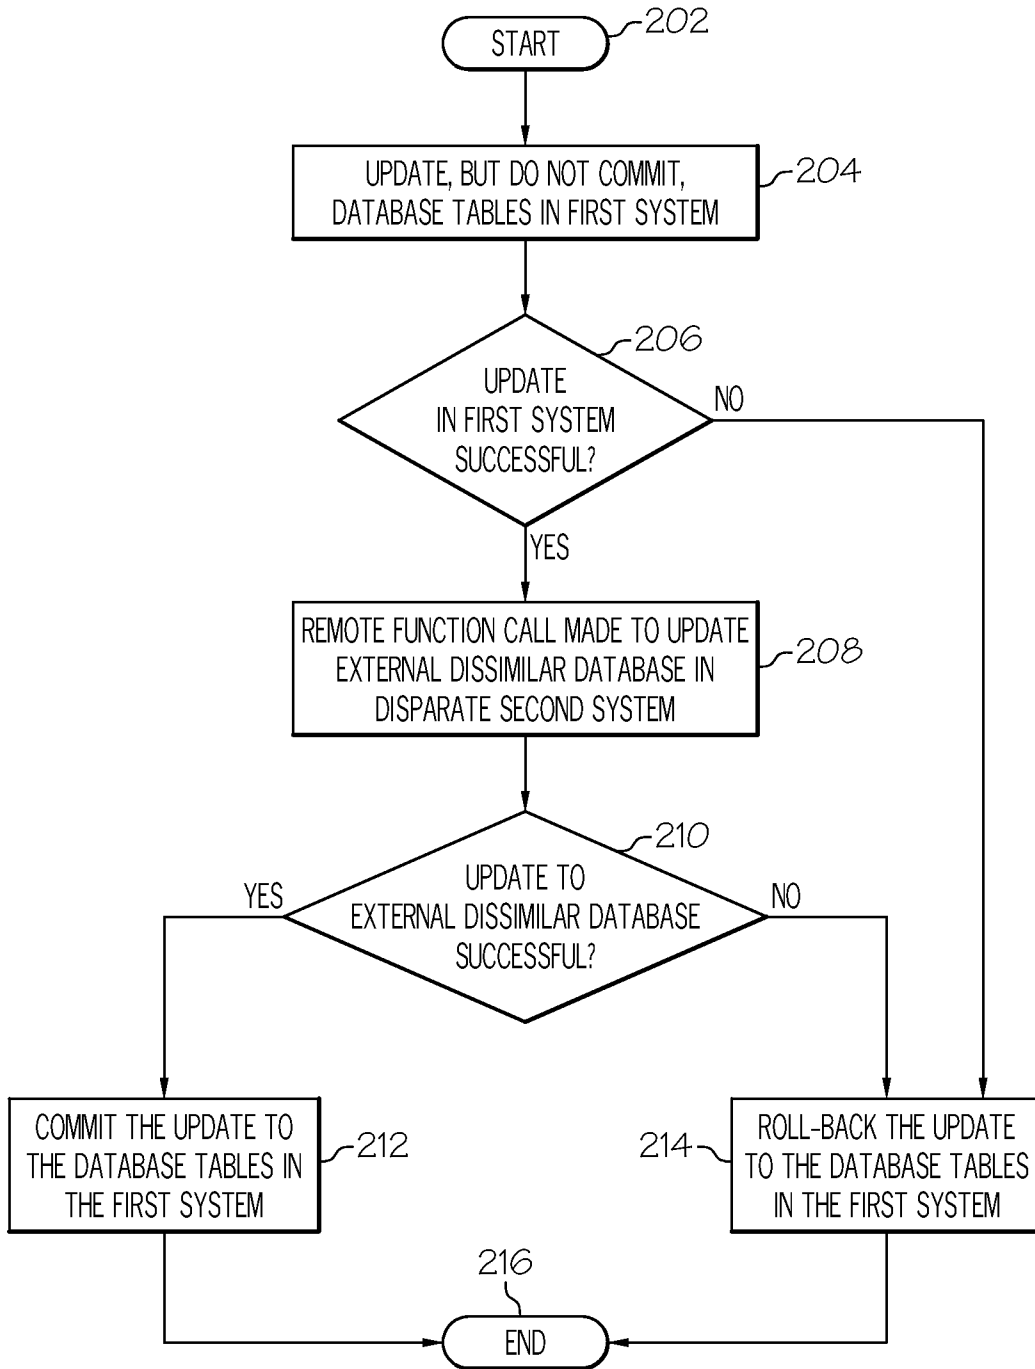 START
202
UPDATE, BUT DO NOT COMMIT,
DATABASE TABLES IN FIRST SYSTEM
204
206
UPDATE
IN FIRST SYSTEM
SUCCESSFUL?
NO
YES
REMOTE FUNCTION CALL MADE TO UPDATE
EXTERNAL DISSIMILAR DATABASE IN
DISPARATE SECOND SYSTEM
208
210
UPDATE TO
EXTERNAL DISSIMILAR DATABASE
SUCCESSFUL?
YES
NO
COMMIT THE UPDATE TO
THE DATABASE TABLES IN
THE FIRST SYSTEM
212
214
ROLL-BACK THE UPDATE
TO THE DATABASE TABLES
IN THE FIRST SYSTEM
216
END